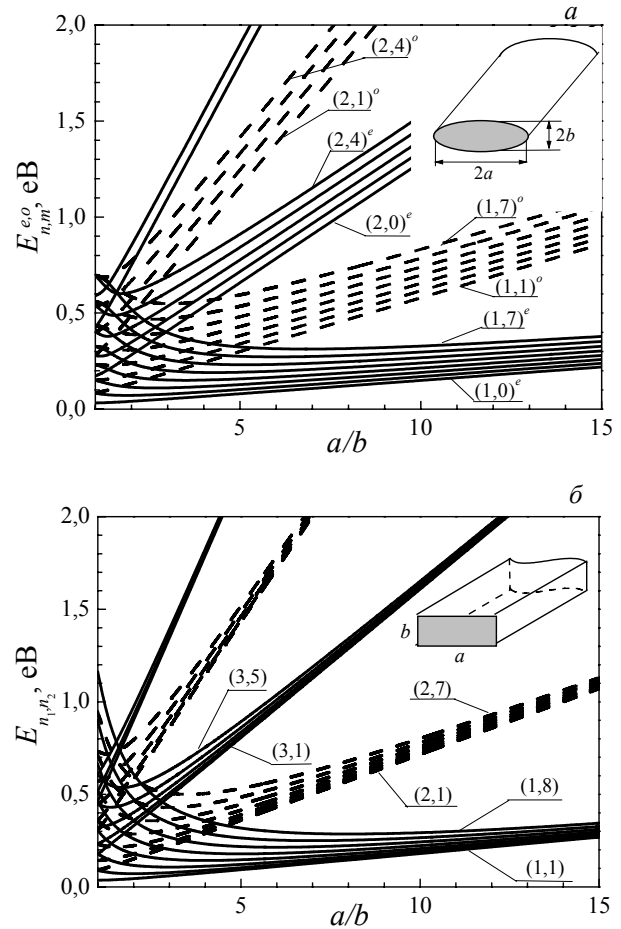 а
2,0
1,5
1,0
0,5
0,0
E^{e,o}_{n,m}, еВ
(2,4)^o
(2,1)^o
(2,4)^e
(2,0)^e
(1,7)^o
(1,1)^o
(1,7)^e
(1,0)^e
2b
2a
5 10 15
a/b
б
2,0
1,5
1,0
0,5
0,0
E_{n_1,n_2}, еВ
b
a
(3,5)
(3,1)
(2,7)
(2,1)
(1,8)
(1,1)
5 10 15
a/b